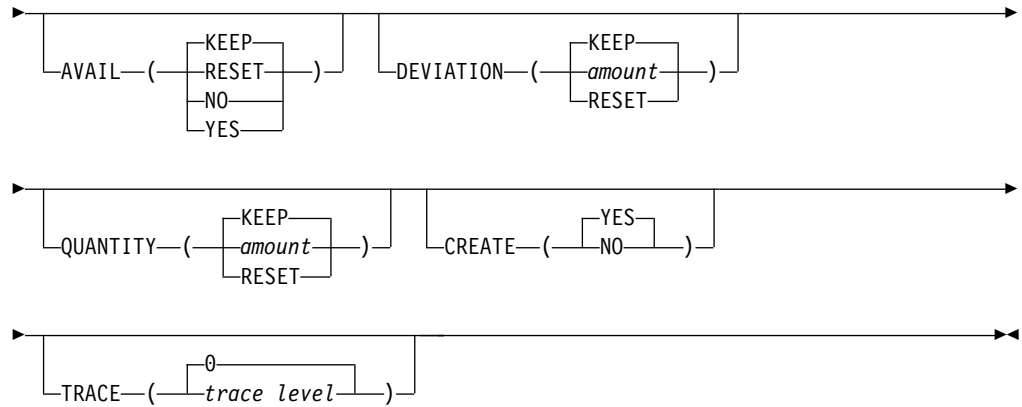 KEEP KEEP
AVAIL ( RESET ) DEVIATION ( amount )
NO RESET
YES
KEEP YES
QUANTITY ( amount ) CREATE ( NO )
RESET
0
TRACE ( trace level )